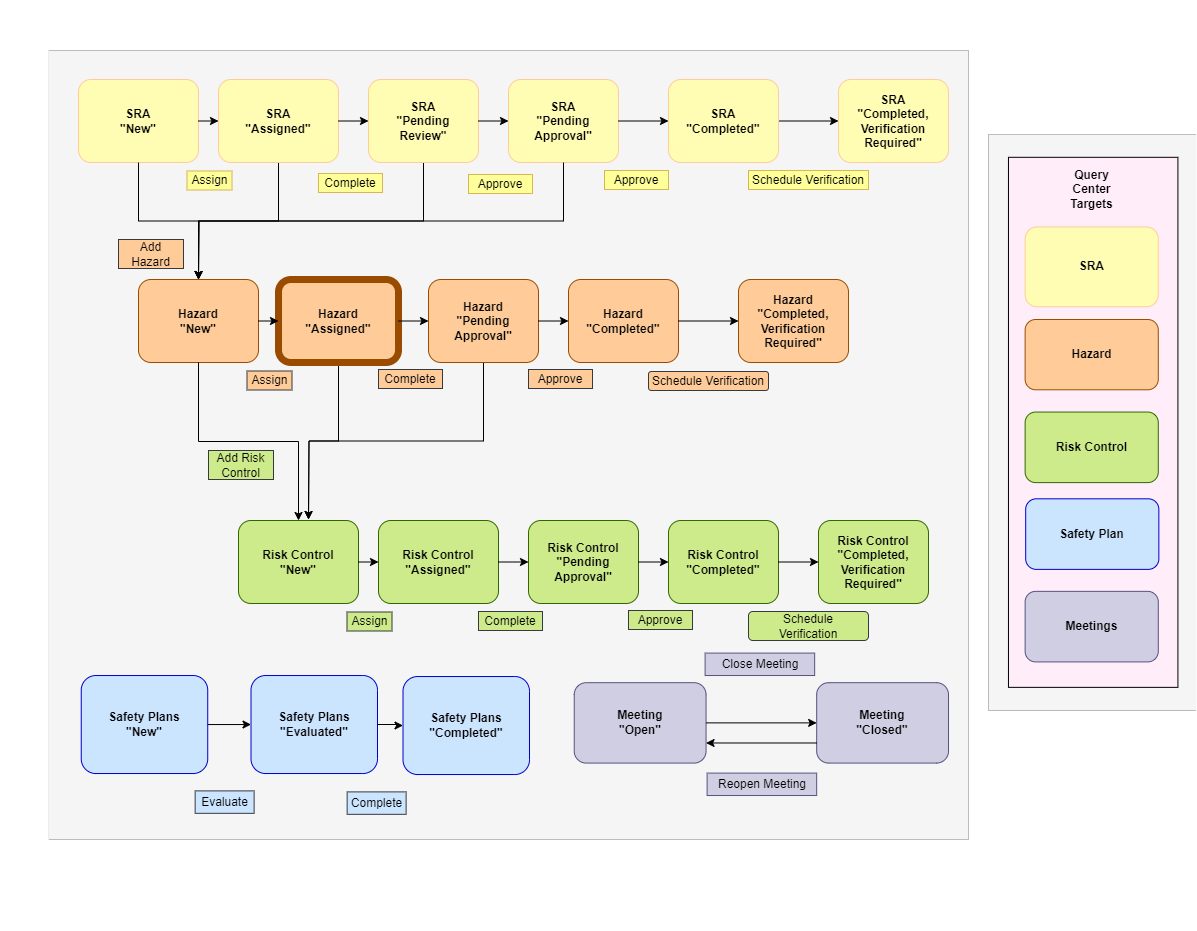 SRA
"New"
SRA
"Assigned"
SRA
"Pending
Review"
SRA
"Pending
Approval"
SRA
"Completed"
SRA
"Completed,
Verification
Required"
Assign
Complete
Approve
Approve
Schedule Verification
Add
Hazard
Hazard
"New"
Hazard
"Assigned"
Hazard
"Pending
Approval"
Hazard
"Completed"
Hazard
"Completed,
Verification
Required"
Assign
Complete
Approve
Schedule Verification
Add Risk
Control
Risk Control
"New"
Risk Control
"Assigned"
Risk Control
"Pending
Approval"
Risk Control
"Completed"
Risk Control
"Completed,
Verification
Required"
Assign
Complete
Approve
Schedule
Verification
Close Meeting
Safety Plans
"New"
Safety Plans
"Evaluated"
Safety Plans
"Completed"
Meeting
"Open"
Meeting
"Closed"
Evaluate
Complete
Reopen Meeting
Query
Center
Targets
SRA
Hazard
Risk Control
Safety Plan
Meetings